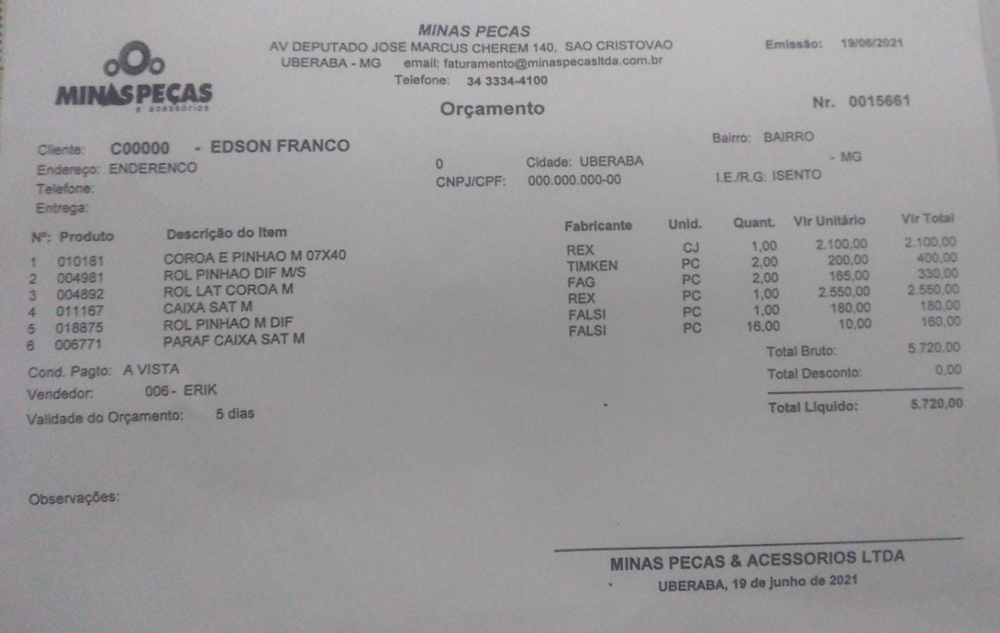 MINAS PEÇAS
e acessórios
MINAS PECAS
AV DEPUTADO JOSE MARCUS CHEREM 140, SAO CRISTOVAO
UBERABA - MG email: faturamento@minaspecasltda.com.br
Telefone: 34 3334-4100
Orçamento
Emissão: 19/06/2021
Nr. 0015661
Cliente: C00000 - EDSON FRANCO Bairro: BAIRRO
Endereço: ENDERENCO 0 Cidade: UBERABA - MG
Telefone: CNPJ/CPF: 000.000.000-00 I.E./R.G: ISENTO
Entrega:
Nº: Produto Descrição do Item Fabricante Unid. Quant. Vlr Unitário Vlr Total
1 010181 COROA E PINHAO M 07X40 REX CJ 1,00 2.100,00 2.100,00
2 004981 ROL PINHAO DIF M/S TIMKEN PC 2,00 200,00 400,00
3 004892 ROL LAT COROA M FAG PC 2,00 165,00 330,00
4 011167 CAIXA SAT M REX PC 1,00 2.550,00 2.550,00
5 018875 ROL PINHAO M DIF FALSI PC 1,00 180,00 180,00
6 006771 PARAF CAIXA SAT M FALSI PC 16,00 10,00 160,00
Total Bruto: 5.720,00
Cond. Pagto: A VISTA Total Desconto: 0,00
Vendedor: 006 - ERIK
Validade do Orçamento: 5 dias Total Líquido: 5.720,00
Observações:
MINAS PECAS & ACESSORIOS LTDA
UBERABA, 19 de junho de 2021